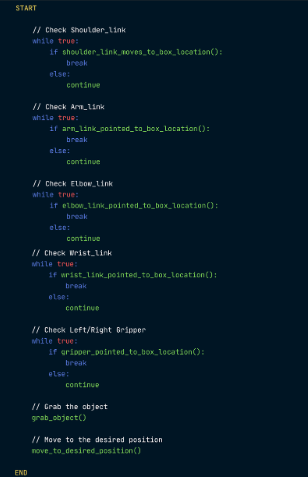 START
// Check Shoulder_link
while true:
if shoulder_link_moves_to_box_location():
break
else:
continue
// Check Arm_link
while true:
if arm_link_pointed_to_box_location():
break
else:
continue
// Check Elbow_link
while true:
if elbow_link_pointed_to_box_location():
break
else:
continue
// Check Wrist_link
while true:
if wrist_link_pointed_to_box_location():
break
else:
continue
// Check Left/Right Gripper
while true:
if gripper_pointed_to_box_location():
break
else:
continue
// Grab the object
grab_object()
// Move to the desired position
move_to_desired_position()
END